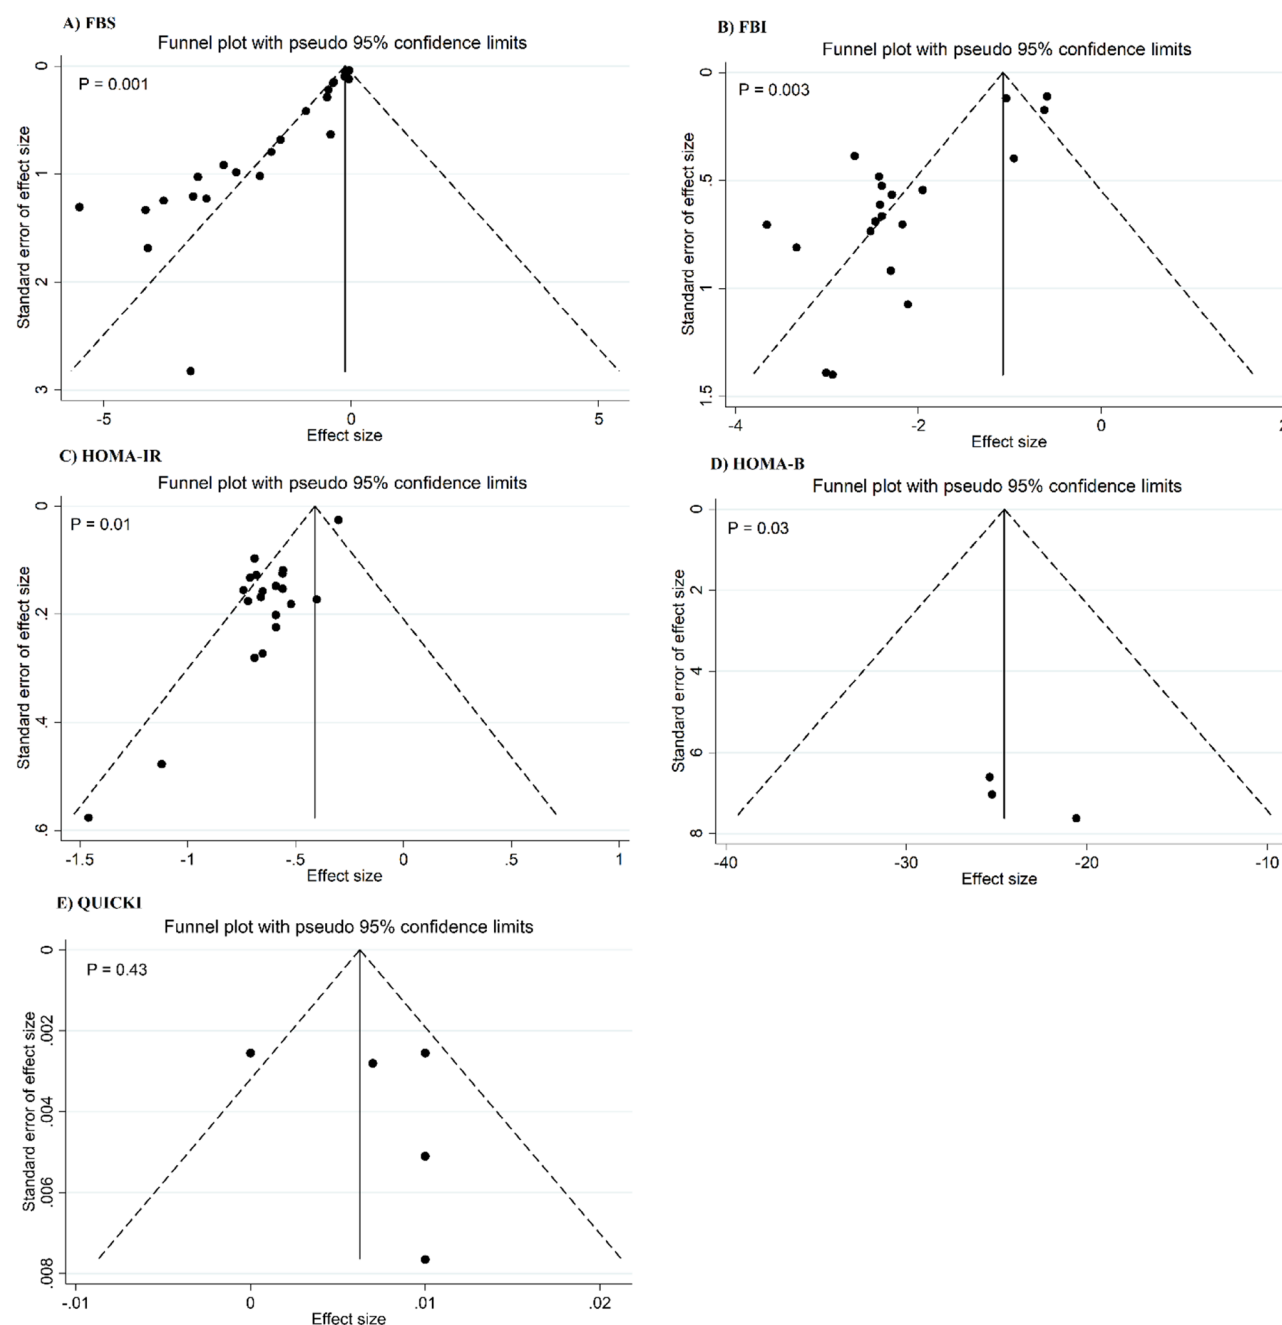 A) FBS
Funnel plot with pseudo 95% confidence limits
P = 0.001
Standard error of effect size
0
1
2
3
-5
0
5
Effect size
B) FBI
Funnel plot with pseudo 95% confidence limits
P = 0.003
Standard error of effect size
0
.5
1
1.5
-4
-2
0
2
Effect size
C) HOMA-IR
Funnel plot with pseudo 95% confidence limits
P = 0.01
Standard error of effect size
0
.2
.4
.6
-1.5
-1
-.5
0
.5
1
Effect size
D) HOMA-B
Funnel plot with pseudo 95% confidence limits
P = 0.03
Standard error of effect size
0
2
4
6
8
-40
-30
-20
-10
Effect size
E) QUICKI
Funnel plot with pseudo 95% confidence limits
P = 0.43
Standard error of effect size
0
.002
.004
.006
.008
-.01
0
.01
.02
Effect size